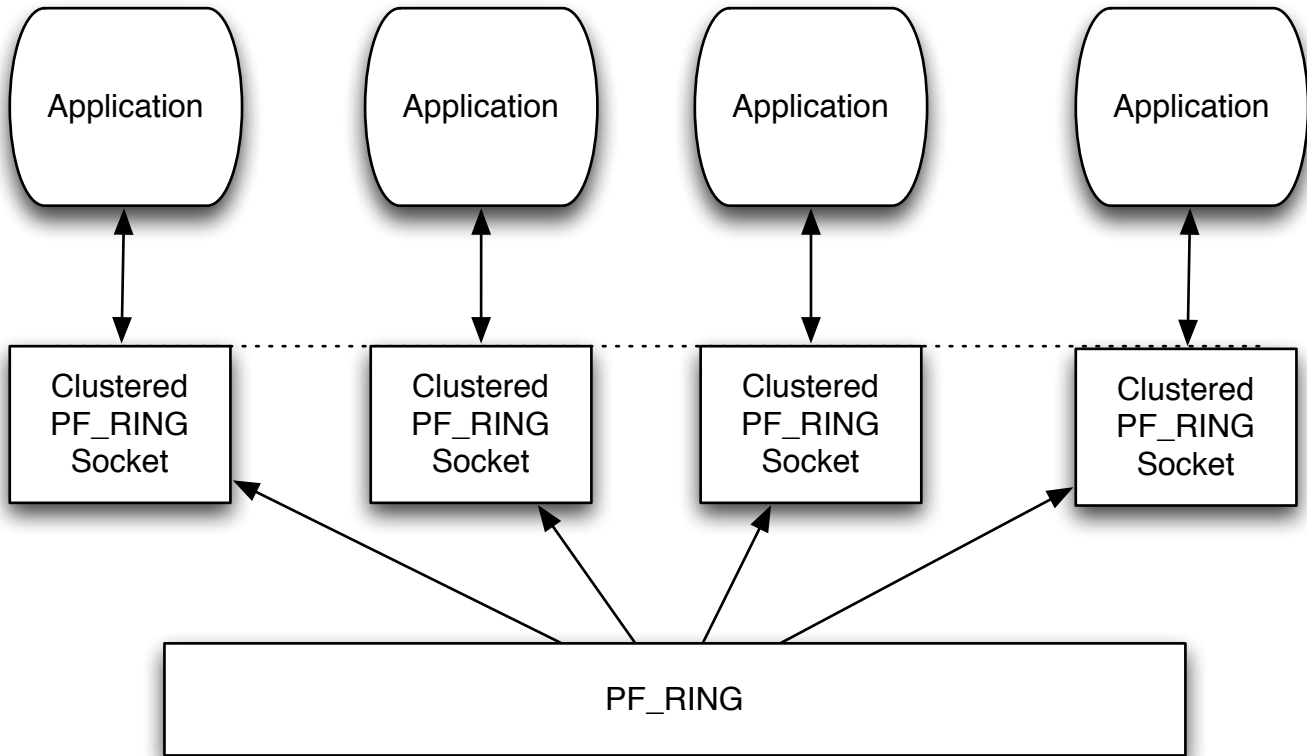 Application
Application
Application
Application
Clustered
PF_RING
Socket
Clustered
PF_RING
Socket
Clustered
PF_RING
Socket
Clustered
PF_RING
Socket
PF_RING